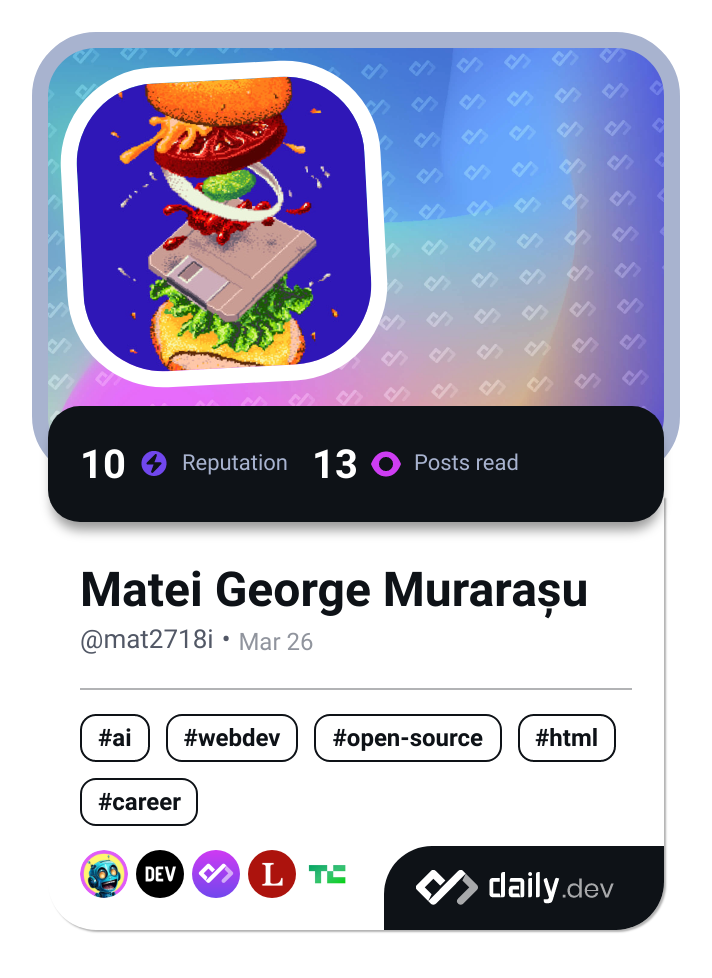 10 Reputation 13 Posts read
Matei George Murarașu
@mat2718i • Mar 26
#ai #webdev #open-source #html
#career
DEV L TC
daily.dev